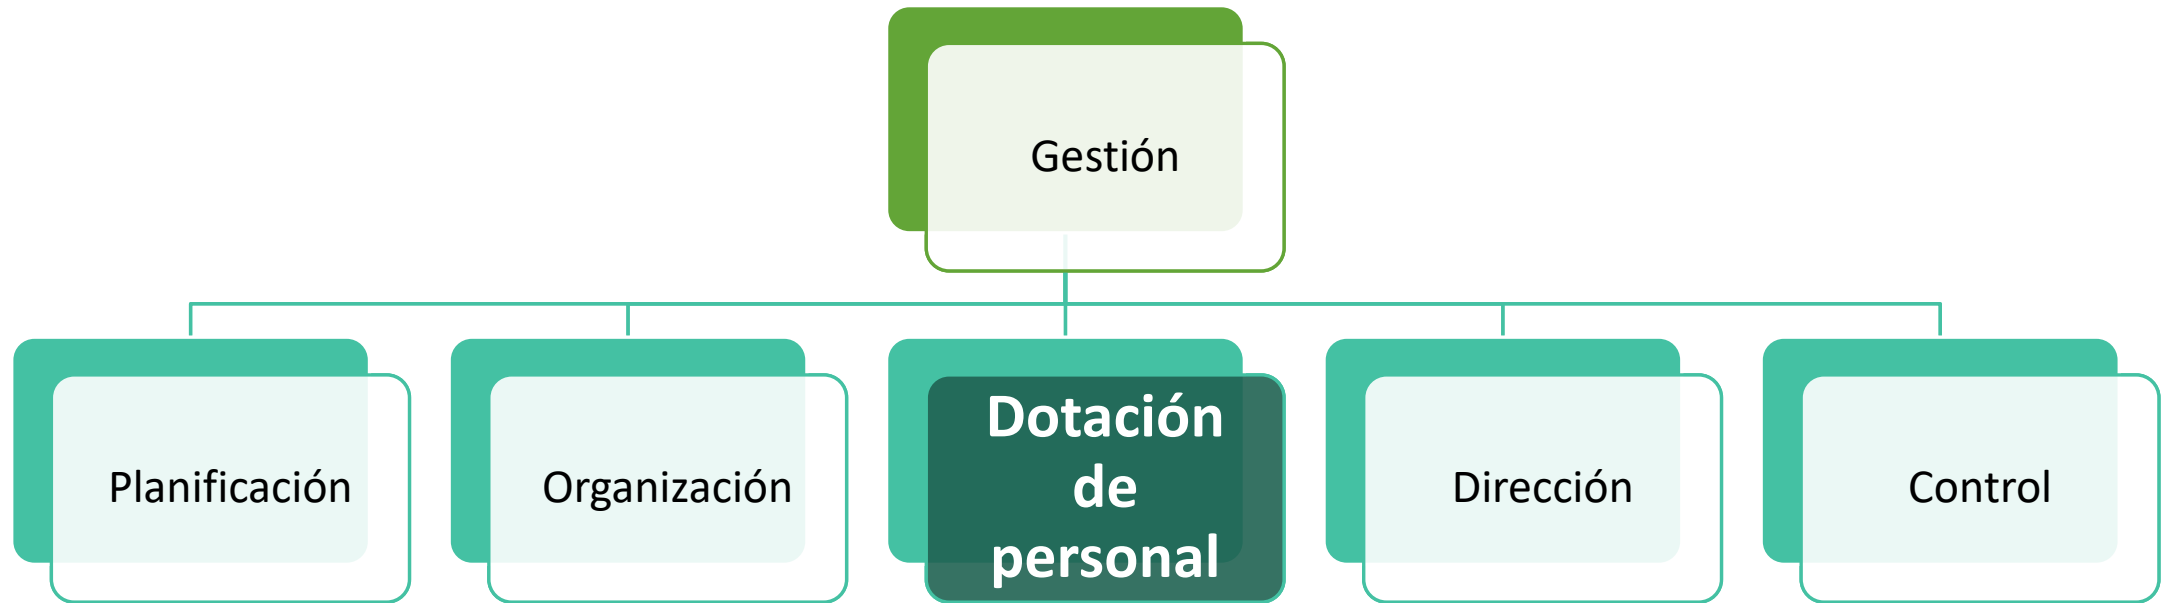 Gestión
Planificación
Organización
Dotación
de
personal
Dirección
Control